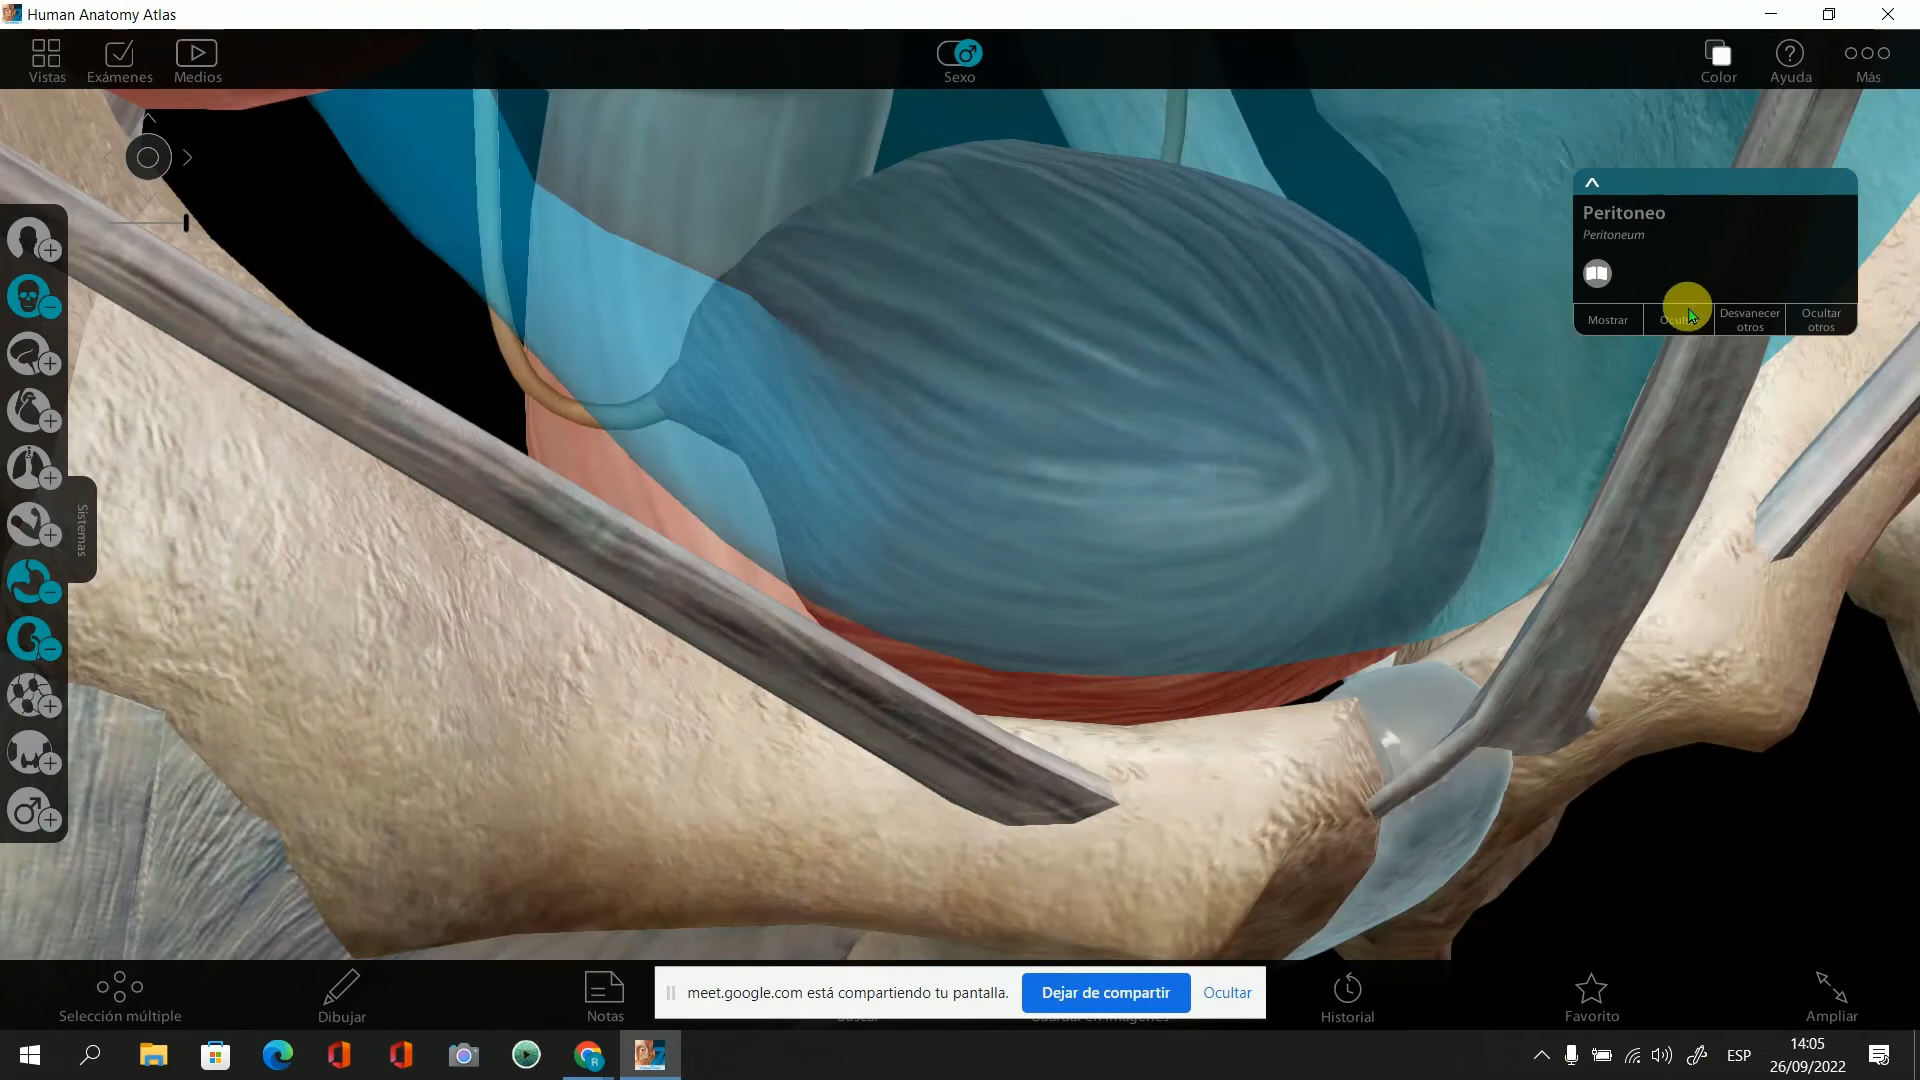 Human Anatomy Atlas
Vistas
Exámenes
Medios
Sexo
Color
Ayuda
Más
Peritoneo
Peritoneum
Mostrar
Desvanecer otros
Ocultar otros
Sistemas
Selección múltiple
Dibujar
Notas
meet.google.com está compartiendo tu pantalla.
Dejar de compartir
Ocultar
Historial
Favorito
Ampliar
ESP
14:05
26/09/2022